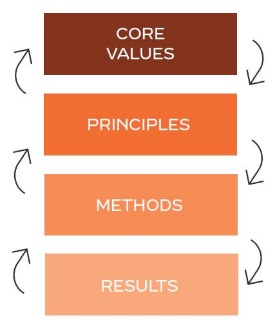 CORE
VALUES
PRINCIPLES
METHODS
RESULTS